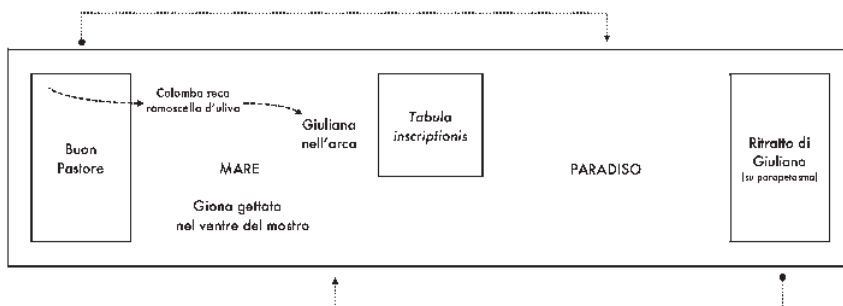 Colomba reca
ramoscello d'uliva
Giuliana
nell'arca
Tabula
inscriptionis
Buon
Pastore
MARE
PARADISO
Ritratto di
Giuliana
(su parapetasma)
Giona gettato
nel ventre del mostro